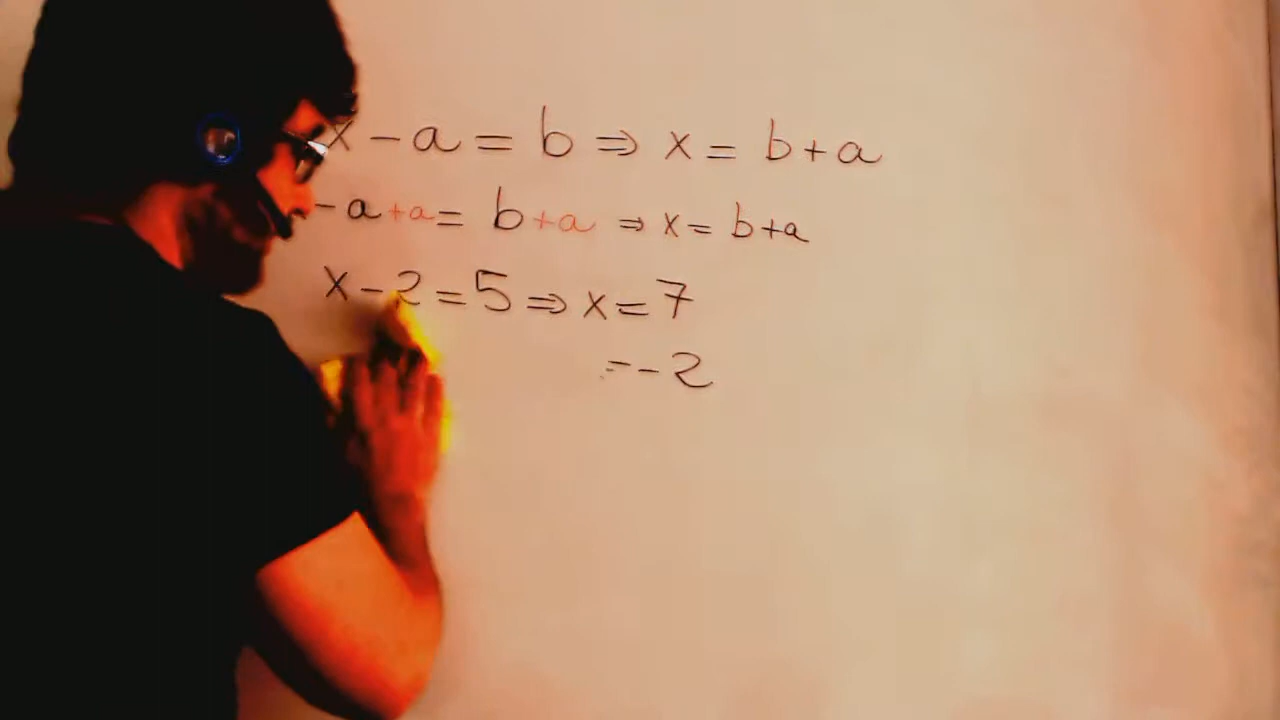 x - a = b ⇒ x = b + a
- a + a = b + a ⇒ x = b + a
x - 2 = 5 ⇒ x = 7
= - 2